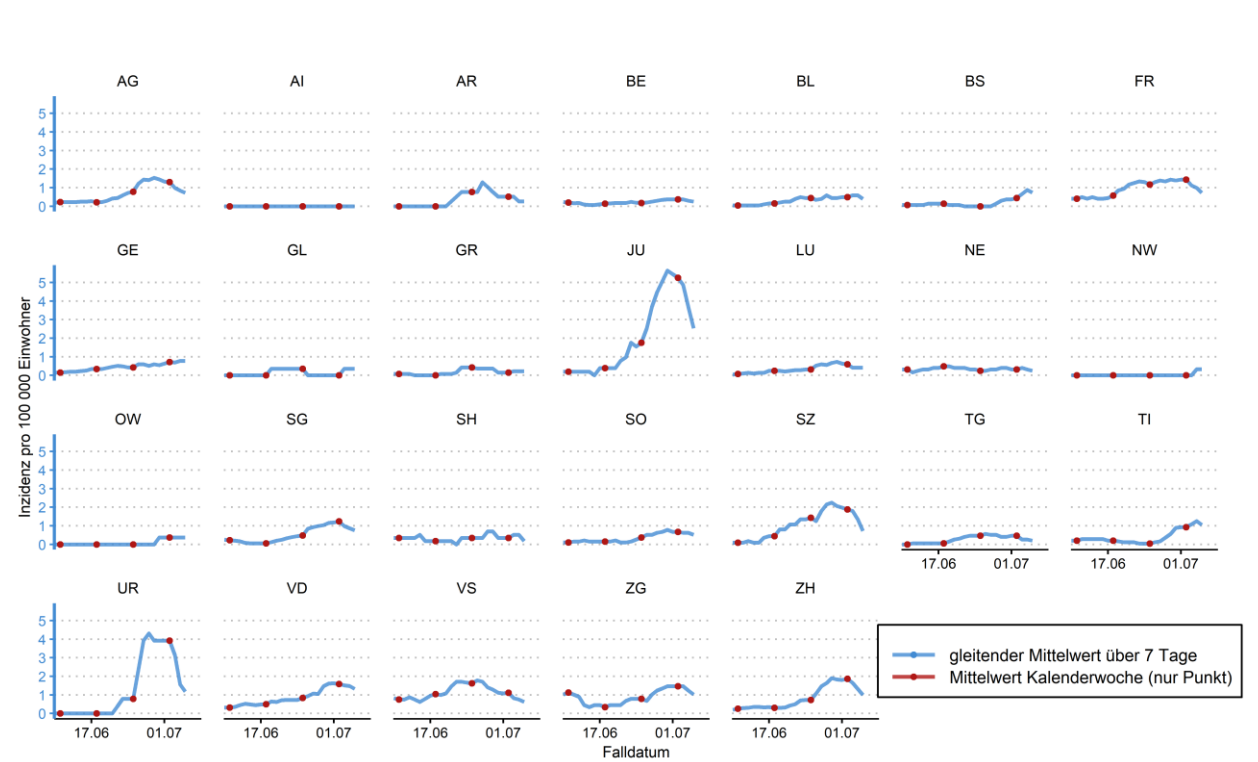 AG AI AR BE BL BS FR
5
4
3
2
1
0
GE GL GR JU LU NE NW
5
4
3
2
1
0
Inzidenz pro 100 000 Einwohner
OW SG SH SO SZ TG TI
5
4
3
2
1
0
17.06 01.07 17.06 01.07
UR VD VS ZG ZH
5
4
3
2
1
0
gleitender Mittelwert über 7 Tage
Mittelwert Kalenderwoche (nur Punkt)
17.06 01.07 17.06 01.07 17.06 01.07 17.06 01.07 17.06 01.07
Falldatum